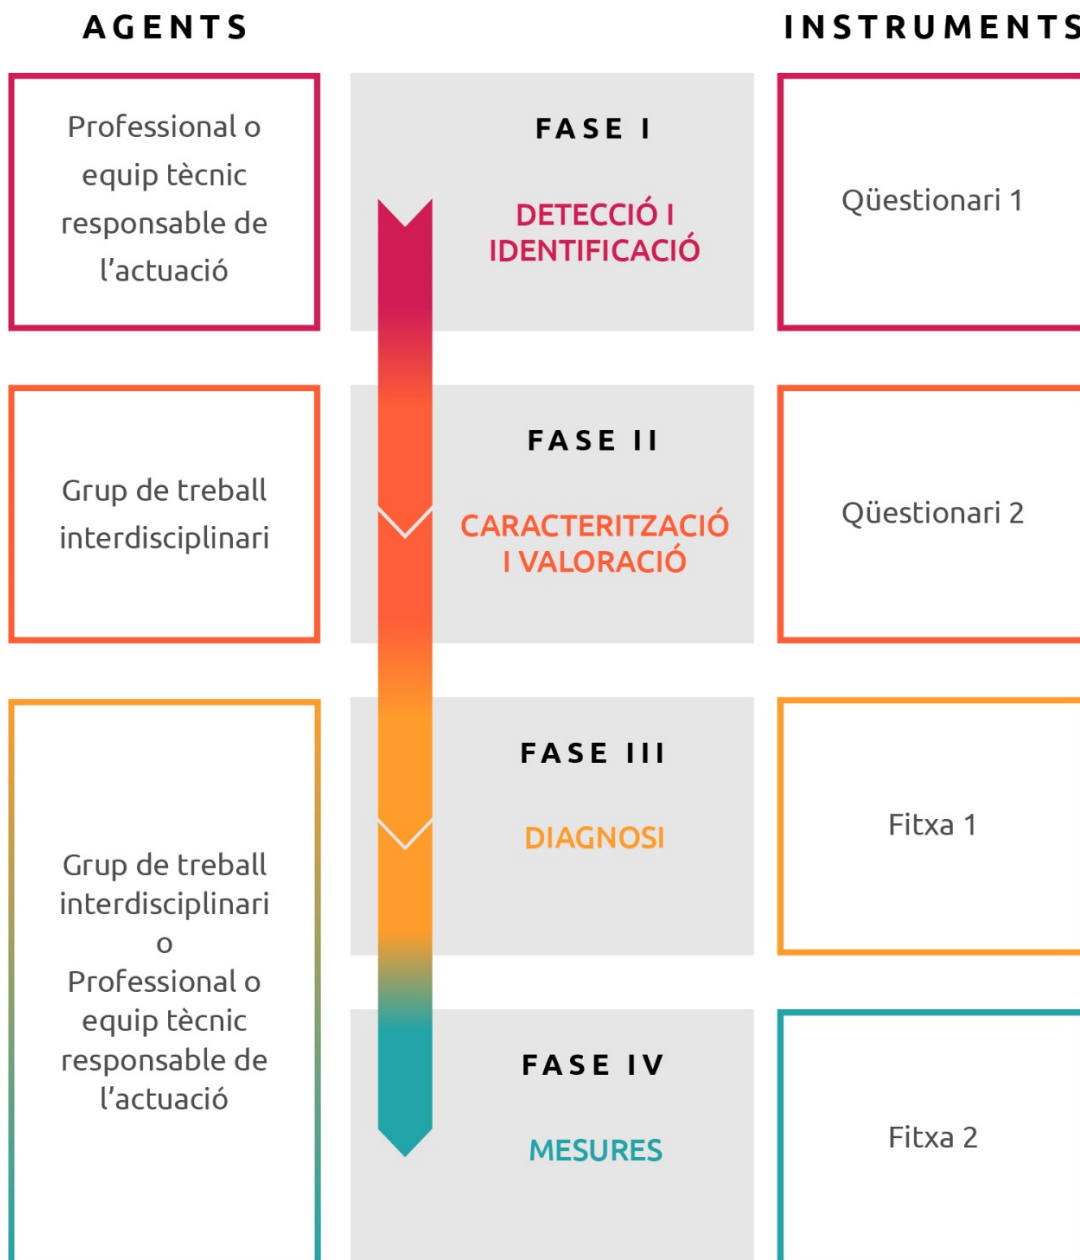 AGENTS
INSTRUMENTS
Professional o
equip tècnic
responsable de
l’actuació
FASE I
DETECCIÓ I
IDENTIFICACIÓ
Qüestionari 1
Grup de treball
interdisciplinari
FASE II
CARACTERITZACIÓ
I VALORACIÓ
Qüestionari 2
Grup de treball
interdisciplinari
o
Professional o
equip tècnic
responsable de
l’actuació
FASE III
DIAGNOSI
Fitxa 1
FASE IV
MESURES
Fitxa 2